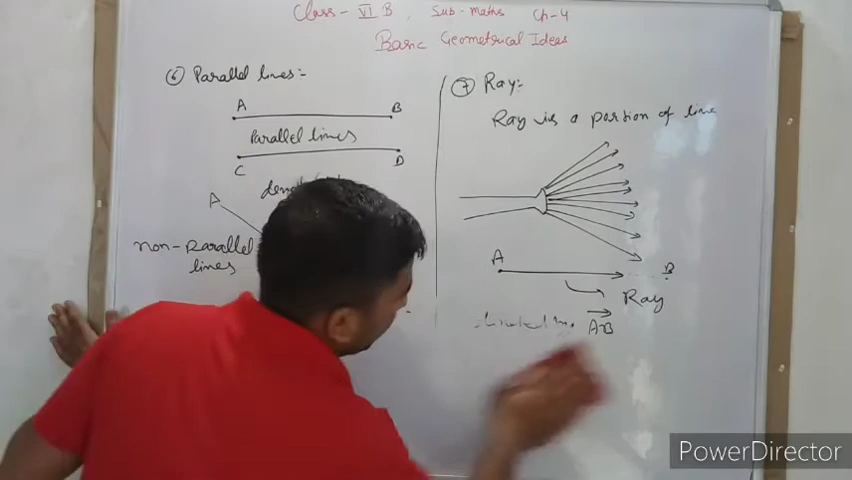 Class - VI B, Sub - Maths Ch-4
Basic Geometrical Ideas
⑥ Parallel lines:-
A B
Parallel lines
C D
A
non-parallel
lines
⑦ Ray:-
Ray is a portion of line
A B
Ray
AB
PowerDirector